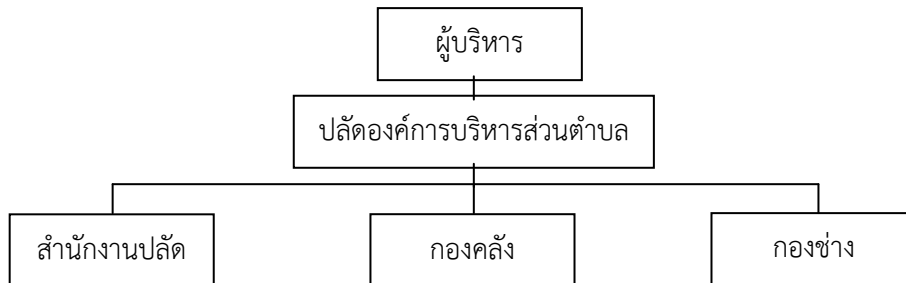 ผู้บริหาร
ปลัดองค์การบริหารส่วนตำบล
สำนักงานปลัด
กองคลัง
กองช่าง